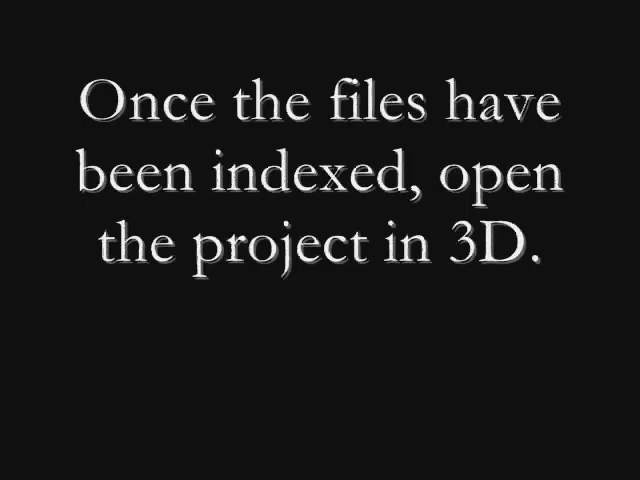 Once the files have
been indexed, open
the project in 3D.